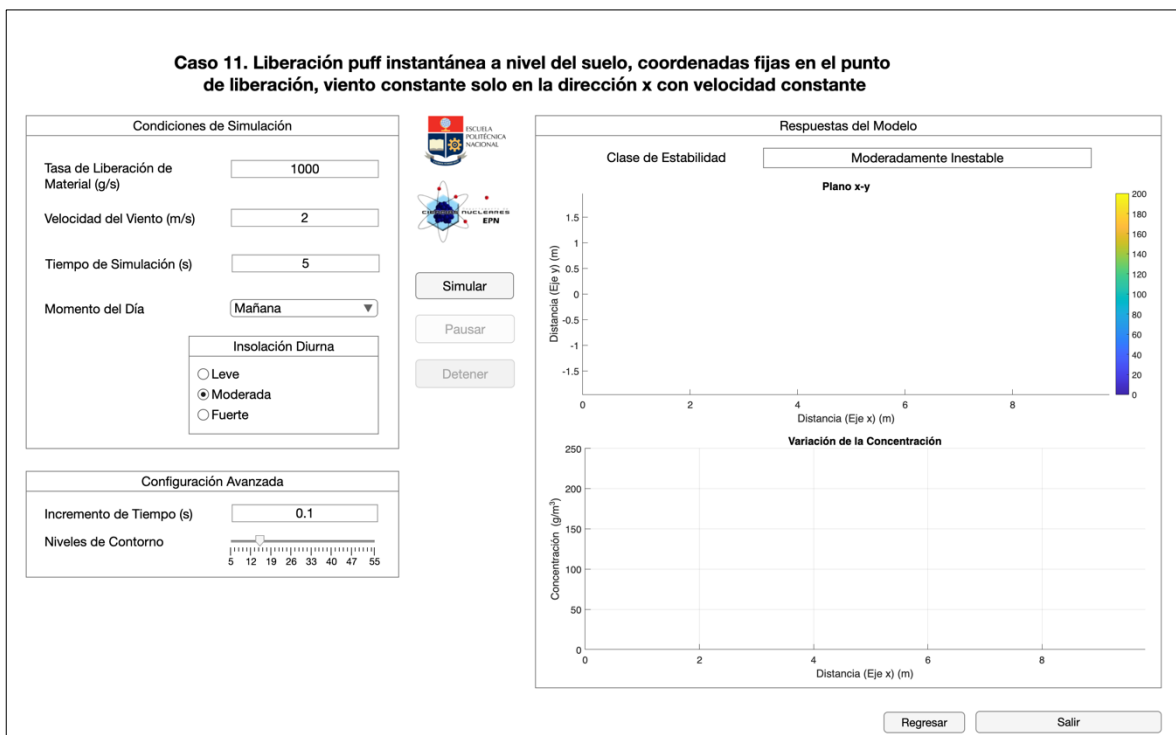 Caso 11. Liberación puff instantánea a nivel del suelo, coordenadas fijas en el punto
de liberación, viento constante solo en la dirección x con velocidad constante
Condiciones de Simulación
Tasa de Liberación de
Material (g/s)
1000
Velocidad del Viento (m/s)
2
Tiempo de Simulación (s)
5
Momento del Día
Mañana
Insolación Diurna
Leve
Moderada
Fuerte
Configuración Avanzada
Incremento de Tiempo (s)
0.1
Niveles de Contorno
5 12 19 26 33 40 47 55
ESCUELA
POLITÉCNICA
NACIONAL
CIENCIAS NUCLEARES
EPN
Simular
Pausar
Detener
Respuestas del Modelo
Clase de Estabilidad
Moderadamente Inestable
Plano x-y
Distancia (Eje y) (m)
1.5
1
0.5
0
-0.5
-1
-1.5
0 2 4 6 8
Distancia (Eje x) (m)
200
180
160
140
120
100
80
60
40
20
0
Variación de la Concentración
Concentración (g/m³)
250
200
150
100
50
0
0 2 4 6 8
Distancia (Eje x) (m)
Regresar
Salir